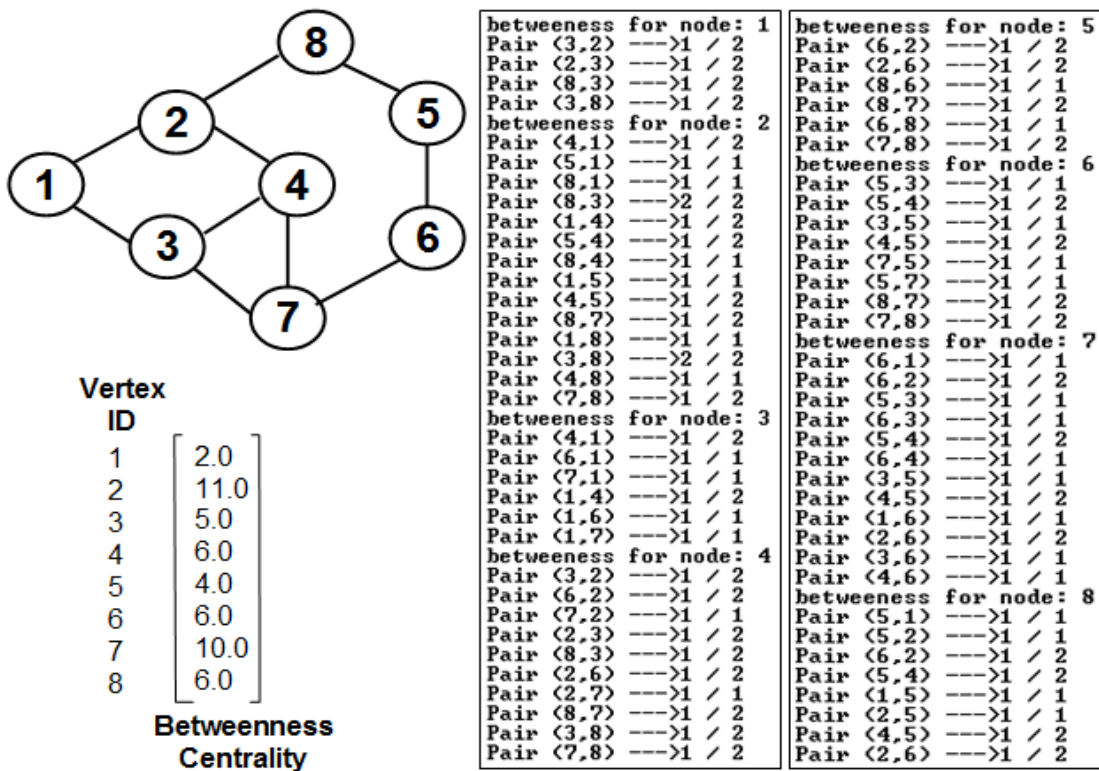 8
2
5
1
4
3
6
7
Vertex
ID
1 2.0
2 11.0
3 5.0
4 6.0
5 4.0
6 6.0
7 10.0
8 6.0
Betweenness
Centrality
betweeness for node: 1
Pair (3,2) --->1 / 2
Pair (2,3) --->1 / 2
Pair (8,3) --->1 / 2
Pair (3,8) --->1 / 2
betweeness for node: 2
Pair (4,1) --->1 / 2
Pair (5,1) --->1 / 1
Pair (8,1) --->1 / 1
Pair (8,3) --->2 / 2
Pair (1,4) --->1 / 2
Pair (5,4) --->1 / 2
Pair (8,4) --->1 / 1
Pair (1,5) --->1 / 1
Pair (4,5) --->1 / 2
Pair (8,7) --->1 / 2
Pair (1,8) --->1 / 1
Pair (3,8) --->2 / 2
Pair (4,8) --->1 / 1
Pair (7,8) --->1 / 2
betweeness for node: 3
Pair (4,1) --->1 / 2
Pair (6,1) --->1 / 1
Pair (7,1) --->1 / 1
Pair (1,4) --->1 / 2
Pair (1,6) --->1 / 1
Pair (1,7) --->1 / 1
betweeness for node: 4
Pair (3,2) --->1 / 2
Pair (6,2) --->1 / 2
Pair (7,2) --->1 / 1
Pair (2,3) --->1 / 2
Pair (8,3) --->1 / 2
Pair (2,6) --->1 / 2
Pair (2,7) --->1 / 1
Pair (8,7) --->1 / 2
Pair (3,8) --->1 / 2
Pair (7,8) --->1 / 2
betweeness for node: 5
Pair (6,2) --->1 / 2
Pair (2,6) --->1 / 2
Pair (8,6) --->1 / 1
Pair (8,7) --->1 / 2
Pair (6,8) --->1 / 1
Pair (7,8) --->1 / 2
betweeness for node: 6
Pair (5,3) --->1 / 1
Pair (5,4) --->1 / 2
Pair (3,5) --->1 / 1
Pair (4,5) --->1 / 2
Pair (7,5) --->1 / 1
Pair (5,7) --->1 / 1
Pair (8,7) --->1 / 2
Pair (7,8) --->1 / 2
betweeness for node: 7
Pair (6,1) --->1 / 1
Pair (6,2) --->1 / 2
Pair (5,3) --->1 / 1
Pair (6,3) --->1 / 1
Pair (5,4) --->1 / 2
Pair (6,4) --->1 / 1
Pair (3,5) --->1 / 1
Pair (4,5) --->1 / 2
Pair (1,6) --->1 / 1
Pair (2,6) --->1 / 2
Pair (3,6) --->1 / 1
Pair (4,6) --->1 / 1
betweeness for node: 8
Pair (5,1) --->1 / 1
Pair (5,2) --->1 / 1
Pair (6,2) --->1 / 2
Pair (5,4) --->1 / 2
Pair (1,5) --->1 / 1
Pair (2,5) --->1 / 1
Pair (4,5) --->1 / 2
Pair (2,6) --->1 / 2